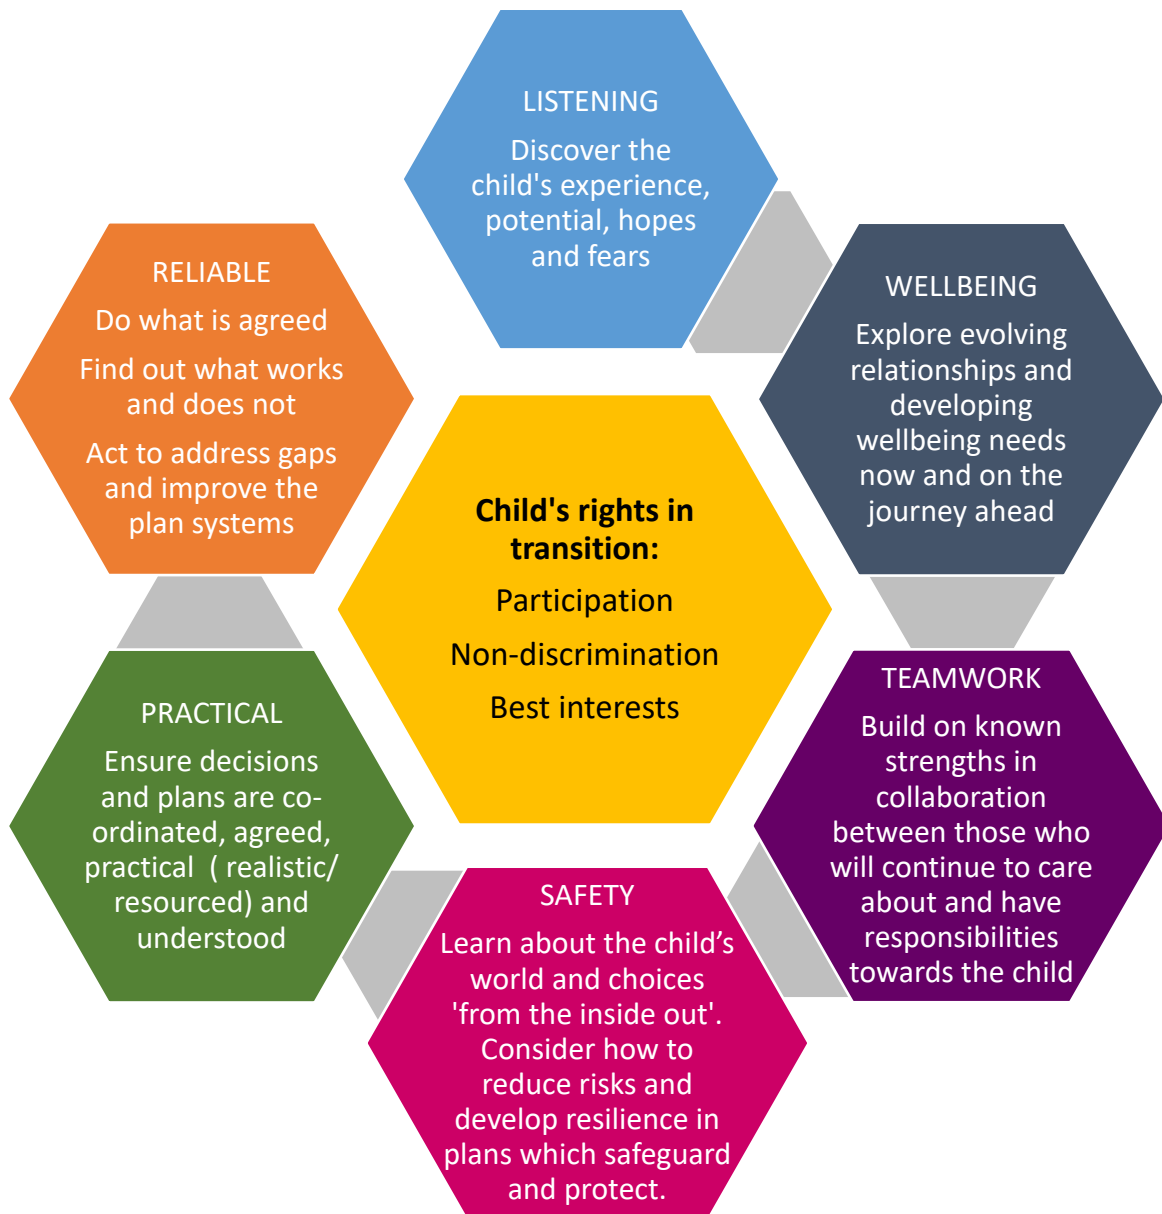 LISTENING
Discover the
child's experience,
potential, hopes
and fears
WELLBEING
Explore evolving
relationships and
developing
wellbeing needs
now and on the
journey ahead
TEAMWORK
Build on known
strengths in
collaboration
between those who
will continue to care
about and have
responsibilities
towards the child
SAFETY
Learn about the child’s
world and choices
'from the inside out'.
Consider how to
reduce risks and
develop resilience in
plans which safeguard
and protect.
PRACTICAL
Ensure decisions
and plans are co-
ordinated, agreed,
practical  ( realistic/
resourced) and
understood
RELIABLE
Do what is agreed
Find out what works
and does not
Act to address gaps
and improve the
plan systems
Child's rights in
transition:
Participation
Non-discrimination
Best interests